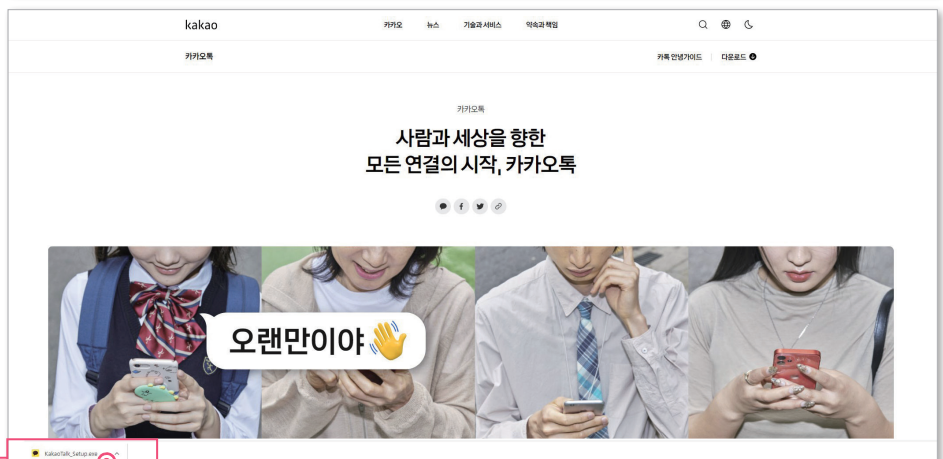 kakao
카카오 뉴스 기술과 서비스 약속과 책임
카카오톡
카톡 안녕가이드 다운로드
카카오톡
사람과 세상을 향한
모든 연결의 시작, 카카오톡
오랜만이야 👋
KakaoTalk_Setup.exe